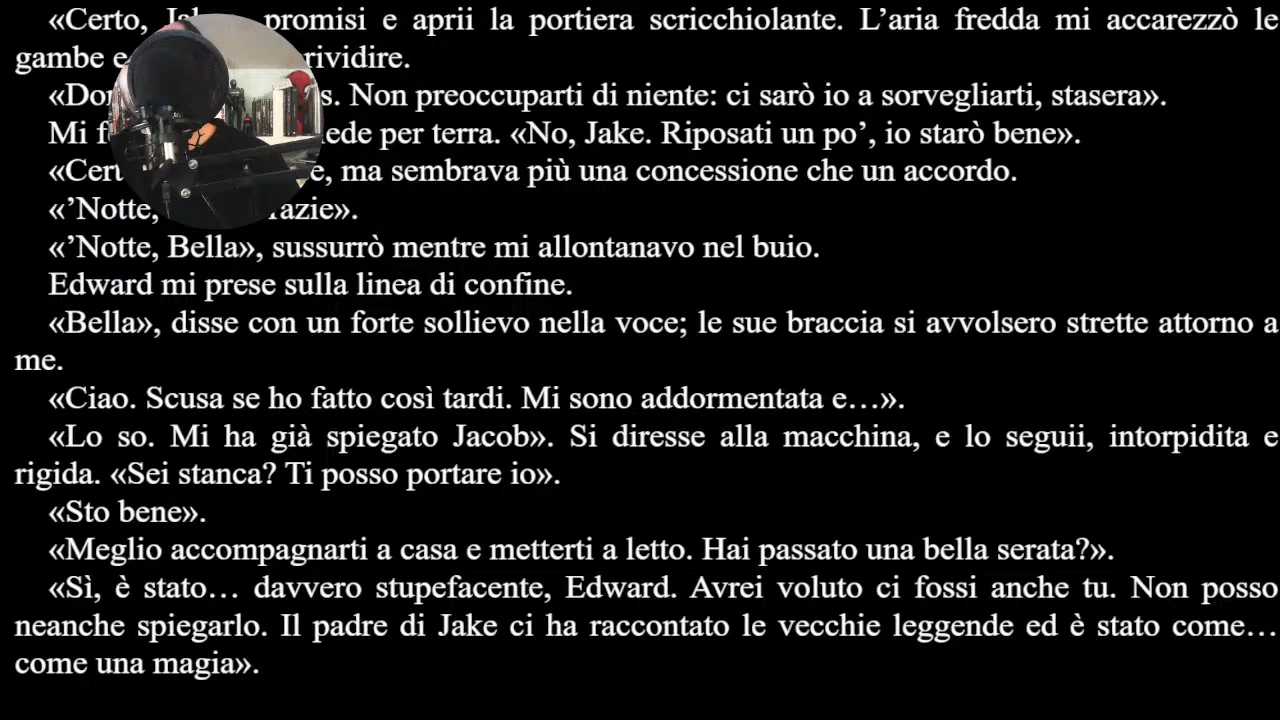 «Certo, promisi e aprii la portiera scricchiolante. L’aria fredda mi accarezzò le
gambe e rividire.
s. Non preoccuparti di niente: ci sarò io a sorvegliarti, stasera».
Mi per terra. «No, Jake. Riposati un po’, io starò bene».
ma sembrava più una concessione che un accordo.
«’Notte,
«’Notte, Bella», sussurrò mentre mi allontanavo nel buio.
Edward mi prese sulla linea di confine.
«Bella», disse con un forte sollievo nella voce; le sue braccia si avvolsero strette attorno a
me.
«Ciao. Scusa se ho fatto così tardi. Mi sono addormentata e…».
«Lo so. Mi ha già spiegato Jacob». Si diresse alla macchina, e lo seguii, intorpidita e
rigida. «Sei stanca? Ti posso portare io».
«Sto bene».
«Meglio accompagnarti a casa e metterti a letto. Hai passato una bella serata?».
«Sì, è stato… davvero stupefacente, Edward. Avrei voluto ci fossi anche tu. Non posso
neanche spiegarlo. Il padre di Jake ci ha raccontato le vecchie leggende ed è stato come…
come una magia».